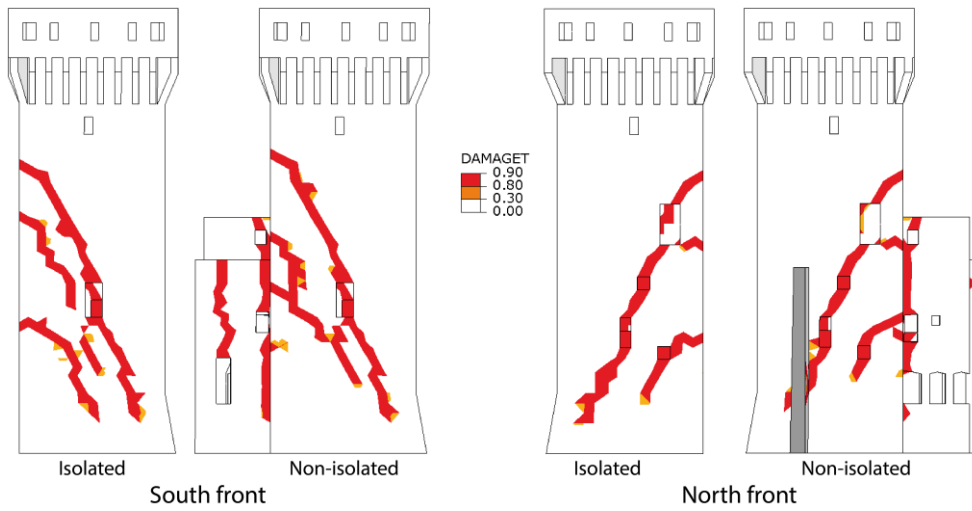 DAMAGET
0.90
0.80
0.30
0.00
Isolated
Non-isolated
Isolated
Non-isolated
South front
North front